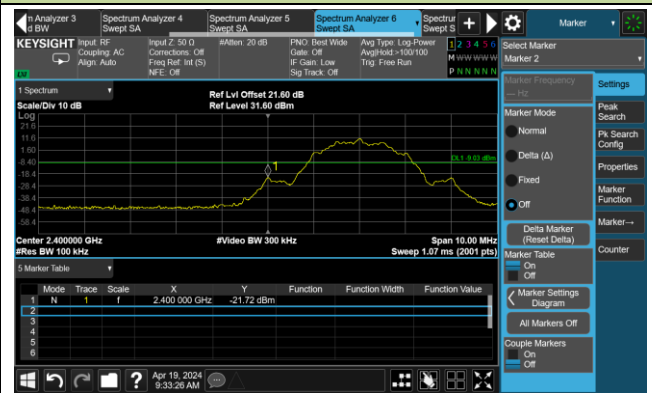 n Analyzer 3
d BW
Spectrum Analyzer 4
Swept SA
Spectrum Analyzer 5
Swept SA
Spectrum Analyzer 6
Swept SA
Spectrur
Swept S
Marker
KEYSIGHT
Input: RF
Coupling: AC
Align: Auto
Input Z: 50 Ω
Corrections: Off
Freq Ref: Int (S)
NFE: Off
#Atten: 20 dB
PNO: Best Wide
Gate: Off
IF Gain: Low
Sig Track: Off
Avg Type: Log-Power
Avg|Hold:>100/100
Trig: Free Run
1 2 3 4 5 6
M W W W W W
P N N N N N
LXI
1 Spectrum
Scale/Div 10 dB
Ref Lvl Offset 21.60 dB
Ref Level 31.60 dBm
Log
21.6
11.6
1.60
-8.40
-18.4
-28.4
-38.4
-48.4
-58.4
DL1 -9.03 dBm
1
Center 2.400000 GHz
#Res BW 100 kHz
#Video BW 300 kHz
Span 10.00 MHz
Sweep 1.07 ms (2001 pts)
5 Marker Table
Mode Trace Scale X Y Function Function Width Function Value
1 N 1 f 2.400 000 GHz -21.72 dBm
2
3
4
5
6
Apr 19, 2024
9:33:26 AM
Select Marker
Marker 2
Marker Frequency
--- Hz
Marker Mode
Normal
Delta (Δ)
Fixed
Off
Delta Marker
(Reset Delta)
Marker Table
On
Off
Marker Settings
Diagram
All Markers Off
Couple Markers
On
Off
Settings
Peak
Search
Pk Search
Config
Properties
Marker
Function
Marker→
Counter